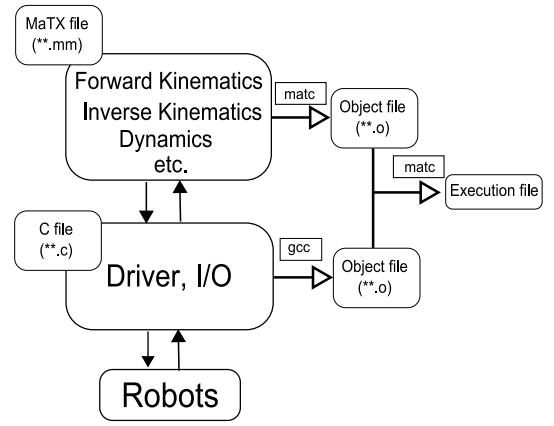 MaTX file
(**.mm)
Forward Kinematics
Inverse Kinematics
Dynamics
etc.
matc
Object file
(**.o)
matc
Execution file
C file
(**.c)
Driver, I/O
gcc
Object file
(**.o)
Robots